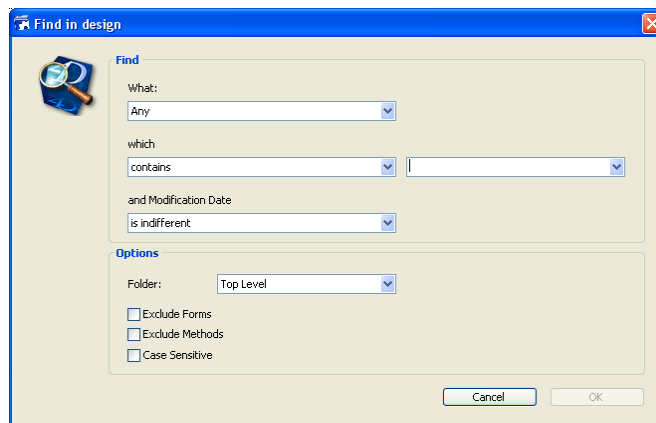 Find in design
Find
What:
Any
which
contains
and Modification Date
is indifferent
Options
Folder: Top Level
Exclude Forms
Exclude Methods
Case Sensitive
Cancel OK